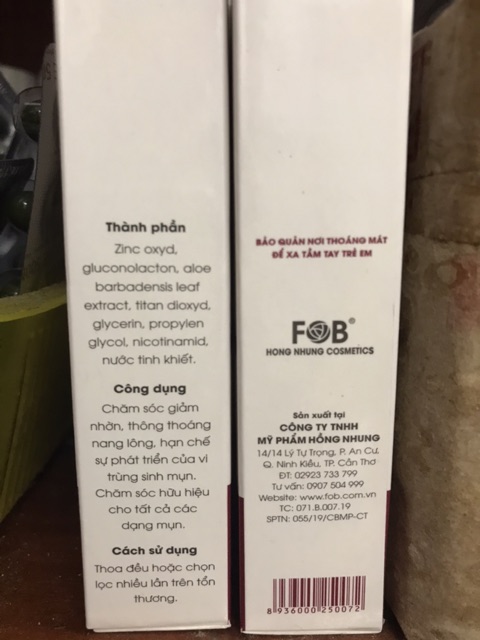 Thành phần
Zinc oxyd,
gluconolacton, aloe
barbadensis leaf
extract, titan dioxyd,
glycerin, propylen
glycol, nicotinamid,
nước tinh khiết.
Công dụng
Chăm sóc giảm
nhờn, thông thoáng
nang lông, hạn chế
sự phát triển của vi
trùng sinh mụn.
Chăm sóc hữu hiệu
cho tất cả các
dạng mụn.
Cách sử dụng
Thoa đều hoặc chọn
lọc nhiều lần trên tổn
thương.
BẢO QUẢN NƠI THOÁNG MÁT
ĐỂ XA TẦM TAY TRẺ EM
FOB®
HONG NHUNG COSMETICS
Sản xuất tại
CÔNG TY TNHH
MỸ PHẨM HỒNG NHUNG
14/14 Lý Tự Trọng, P. An Cư,
Q. Ninh Kiều, TP. Cần Thơ
ĐT: 02923 733 799
Tư vấn: 0907 504 999
Website: www.fob.com.vn
TC: 071.B.007.19
SPTN: 055/19/CBMP-CT
8 936000 250072